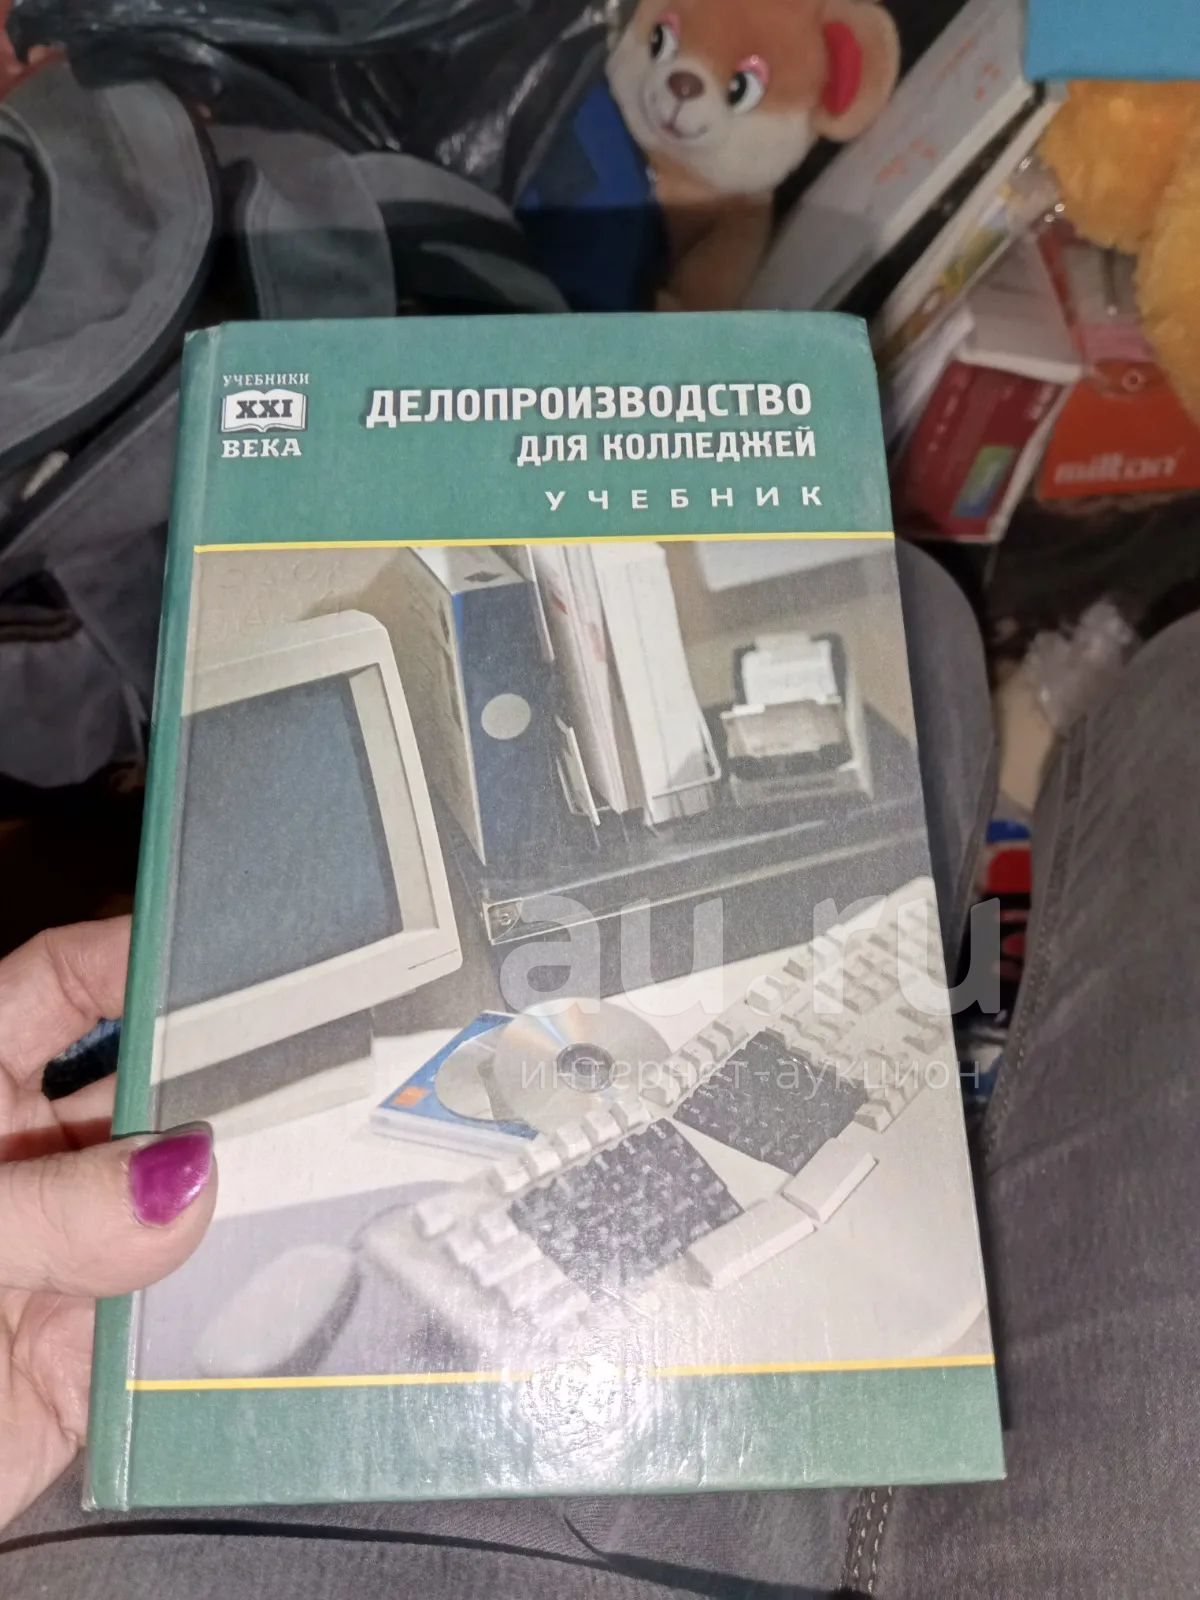 УЧЕБНИКИ
XXI
ВЕКА
ДЕЛОПРОИЗВОДСТВО
ДЛЯ КОЛЛЕДЖЕЙ
УЧЕБНИК
milton
au.ru
интернет-аукцион